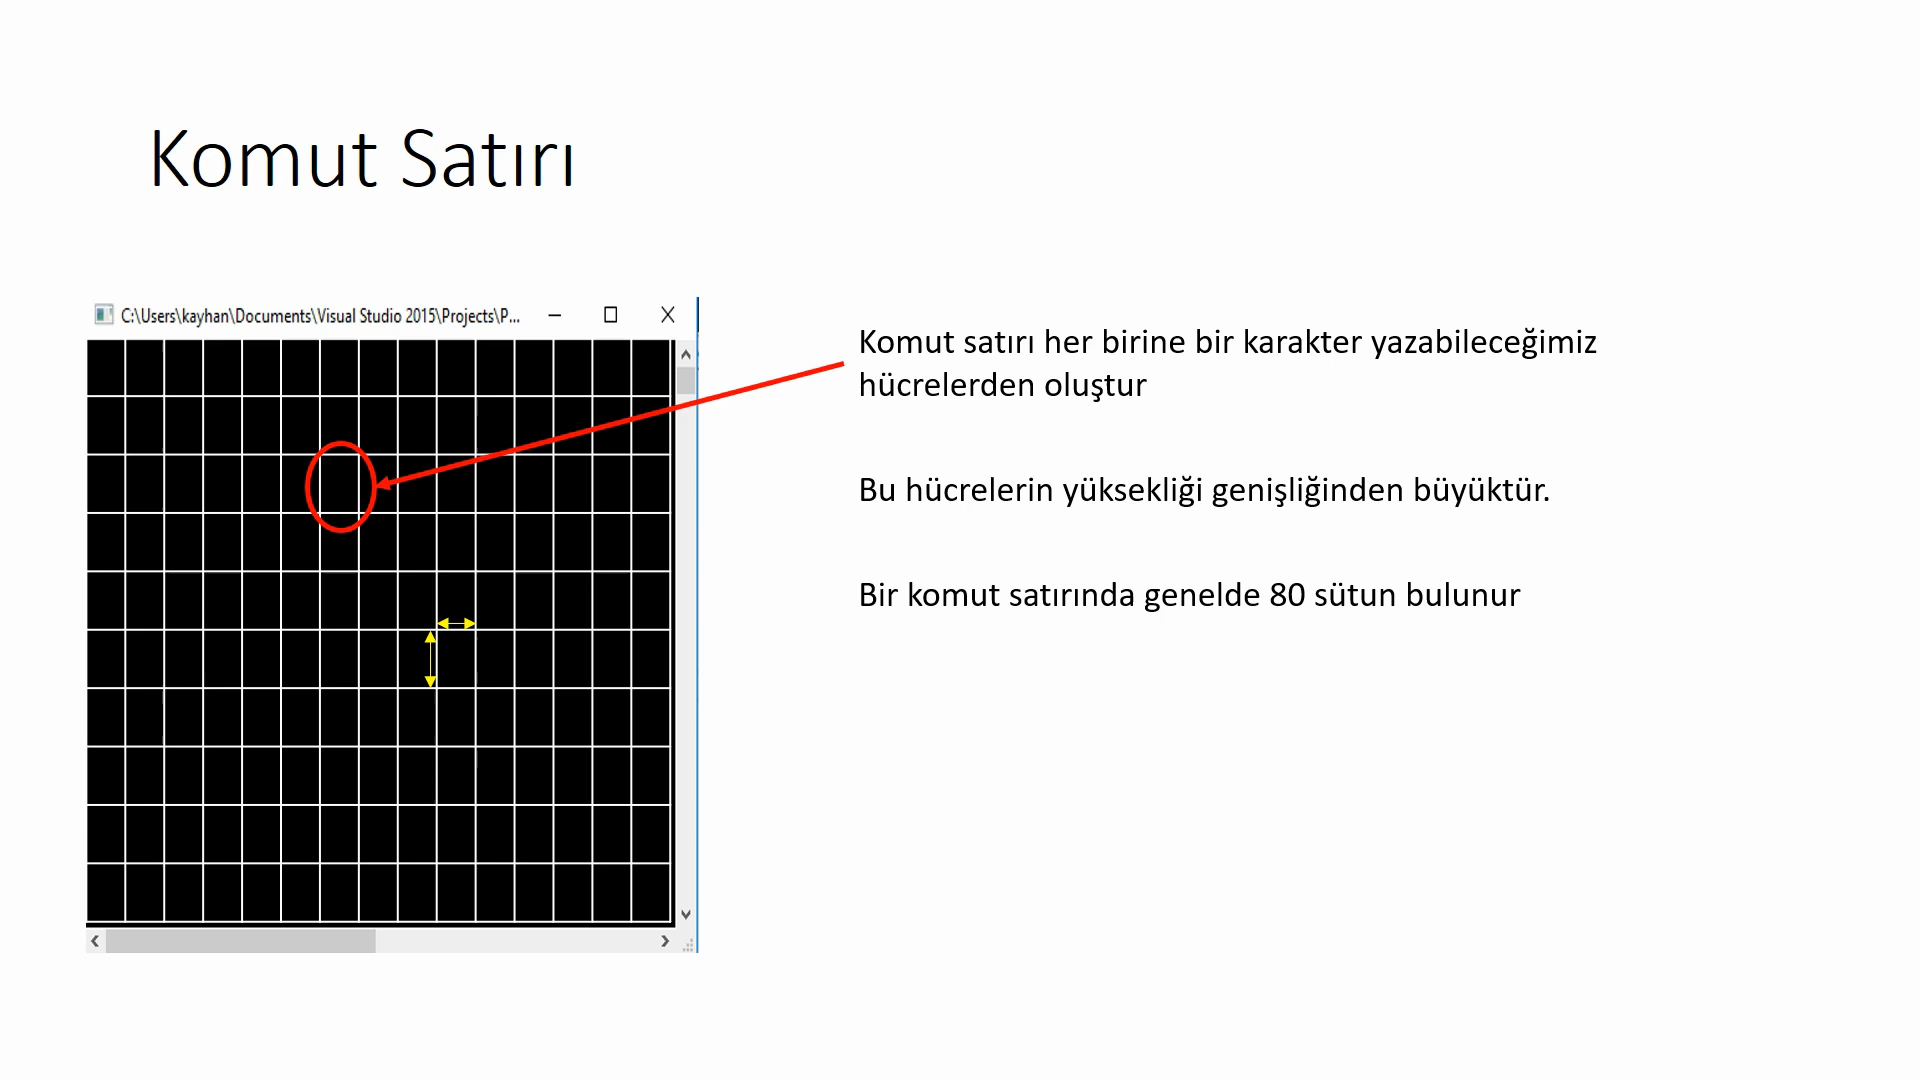 Komut Satırı
C:\Users\kayhan\Documents\Visual Studio 2015\Projects\P...
Komut satırı her birine bir karakter yazabileceğimiz
hücrelerden oluştur
Bu hücrelerin yüksekliği genişliğinden büyüktür.
Bir komut satırında genelde 80 sütun bulunur